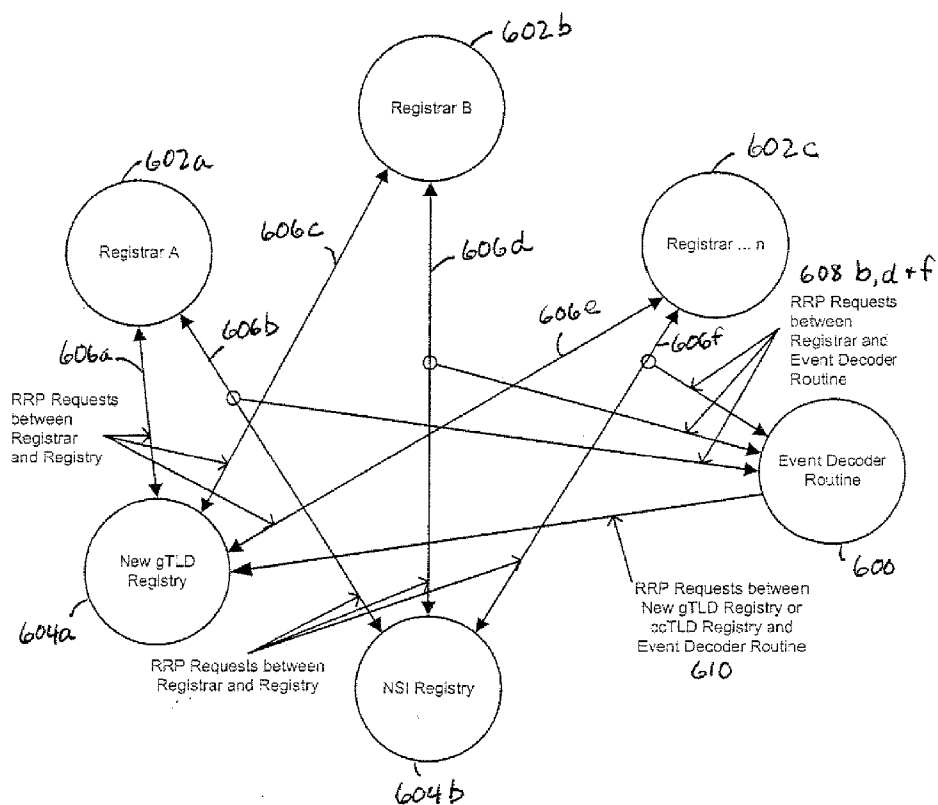 602b
Registrar B
602a
602c
Registrar A
606c
Registrar ... n
606d
608 b, d + f
RRP Requests
between
Registrar and
Event Decoder
Routine
606b
606e
606f
606a
RRP Requests
between
Registrar
and Registry
Event Decoder
Routine
New gTLD
Registry
600
RRP Requests between
New gTLD Registry or
ccTLD Registry and
Event Decoder Routine
610
604a
RRP Requests between
Registrar and Registry
NSI Registry
604b